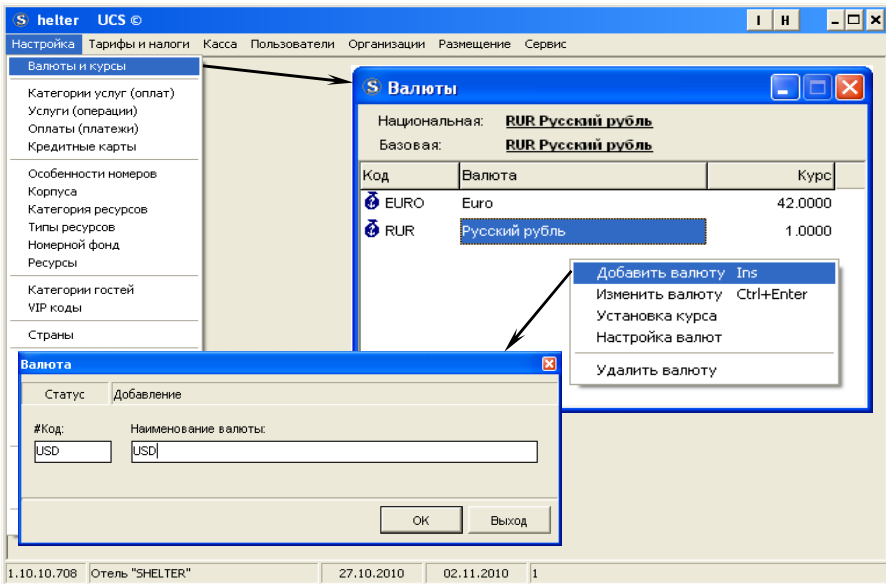 S helter UCS © I H
Настройка Тарифы и налоги Касса Пользователи Организации Размещение Сервис
Валюты и курсы
Категории услуг (оплат)
Услуги (операции)
Оплаты (платежи)
Кредитные карты
Особенности номеров
Корпуса
Категория ресурсов
Типы ресурсов
Номерной фонд
Ресурсы
Категории гостей
VIP коды
Страны
S Валюты
Национальная: RUR Русский рубль
Базовая: RUR Русский рубль
Код Валюта Курс
EURO Euro 42.0000
RUR Русский рубль 1.0000
Добавить валюту Ins
Изменить валюту Ctrl+Enter
Установка курса
Настройка валют
Удалить валюту
Валюта
Статус Добавление
#Код: Наименование валюты:
USD USD
OK Выход
1.10.10.708 Отель "SHELTER" 27.10.2010 02.11.2010 1